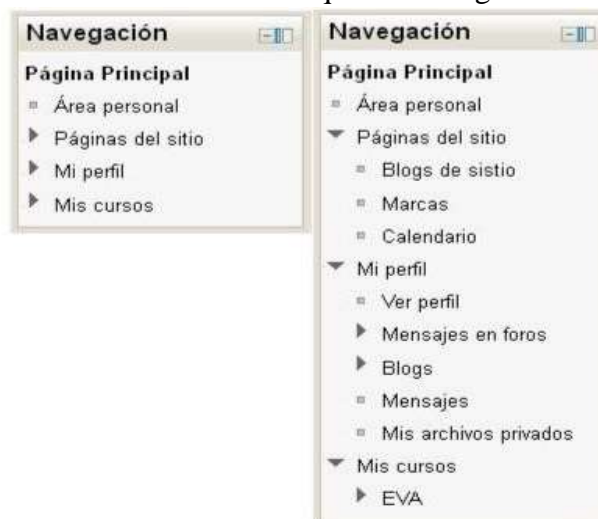 Navegación
Página Principal
Área personal
Páginas del sitio
Mi perfil
Mis cursos
Navegación
Página Principal
Área personal
Páginas del sitio
Blogs de sistio
Marcas
Calendario
Mi perfil
Ver perfil
Mensajes en foros
Blogs
Mensajes
Mis archivos privados
Mis cursos
EVA